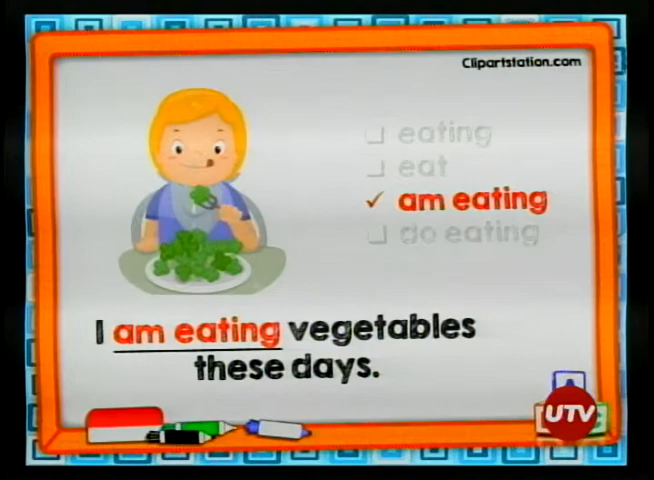 Clipartstation.com
eating
eat
am eating
do eating
I am eating vegetables
these days.
A
UTV